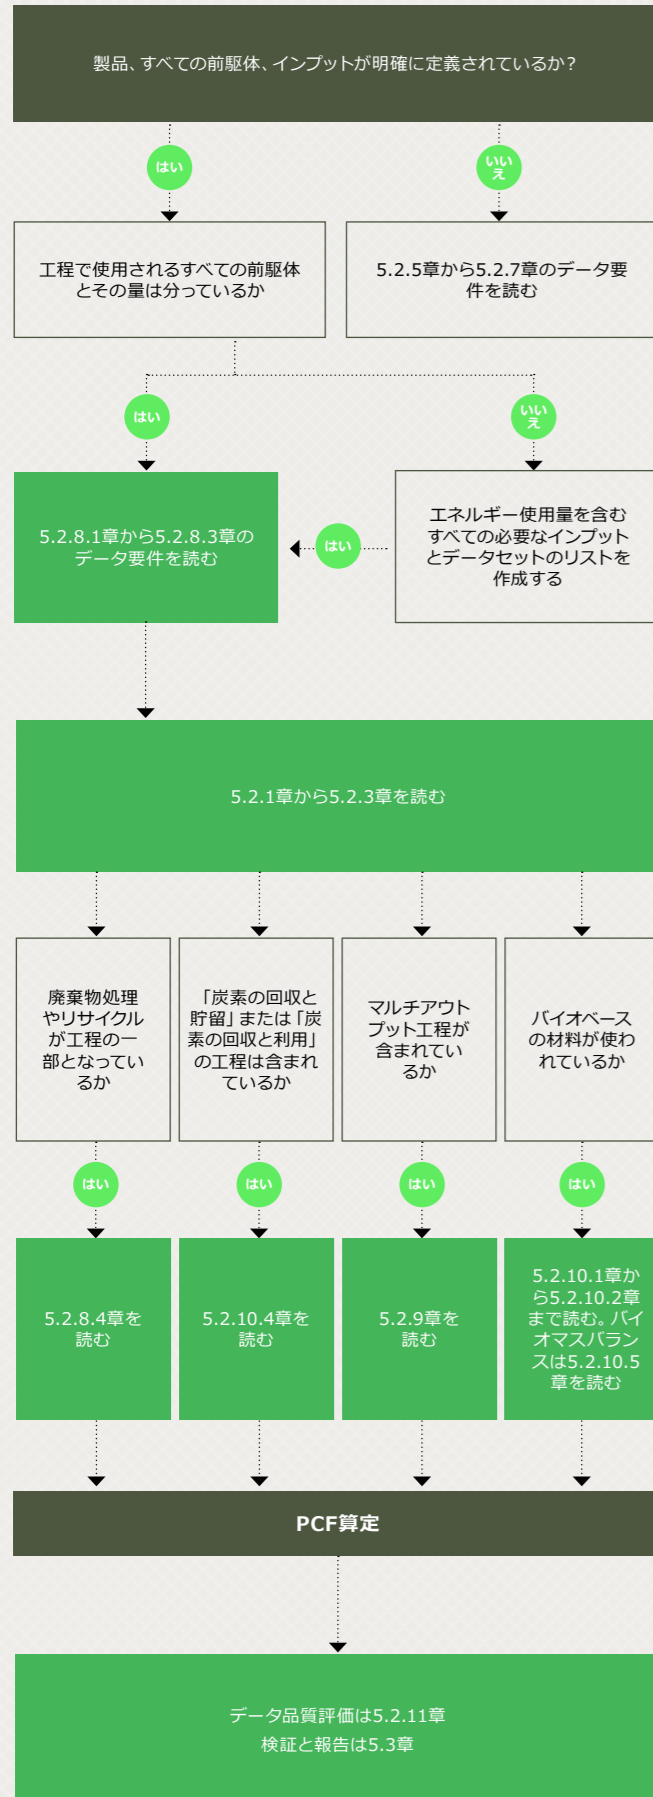 製品、すべての前駆体、インプットが明確に定義されているか?
はい
いい
え
工程で使用されるすべての前駆体
とその量は分っているか
5.2.5章から5.2.7章のデータ要
件を読む
はい
いい
え
5.2.8.1章から5.2.8.3章の
データ要件を読む
はい
エネルギー使用量を含む
すべての必要なインプット
とデータセットのリストを
作成する
5.2.1章から5.2.3章を読む
廃棄物処理
やリサイクル
が工程の一
部となってい
るか
「炭素の回収と
貯留」または「炭
素の回収と利用」
の工程は含まれ
ているか
マルチアウト
プット工程が
含まれてい
るか
バイオベース
の材料が使わ
れているか
はい
はい
はい
はい
5.2.8.4章を
読む
5.2.10.4章を
読む
5.2.9章を
読む
5.2.10.1章か
ら5.2.10.2章
まで読む。バイ
オマスバラン
スは5.2.10.5
章を読む
PCF算定
データ品質評価は5.2.11章
検証と報告は5.3章